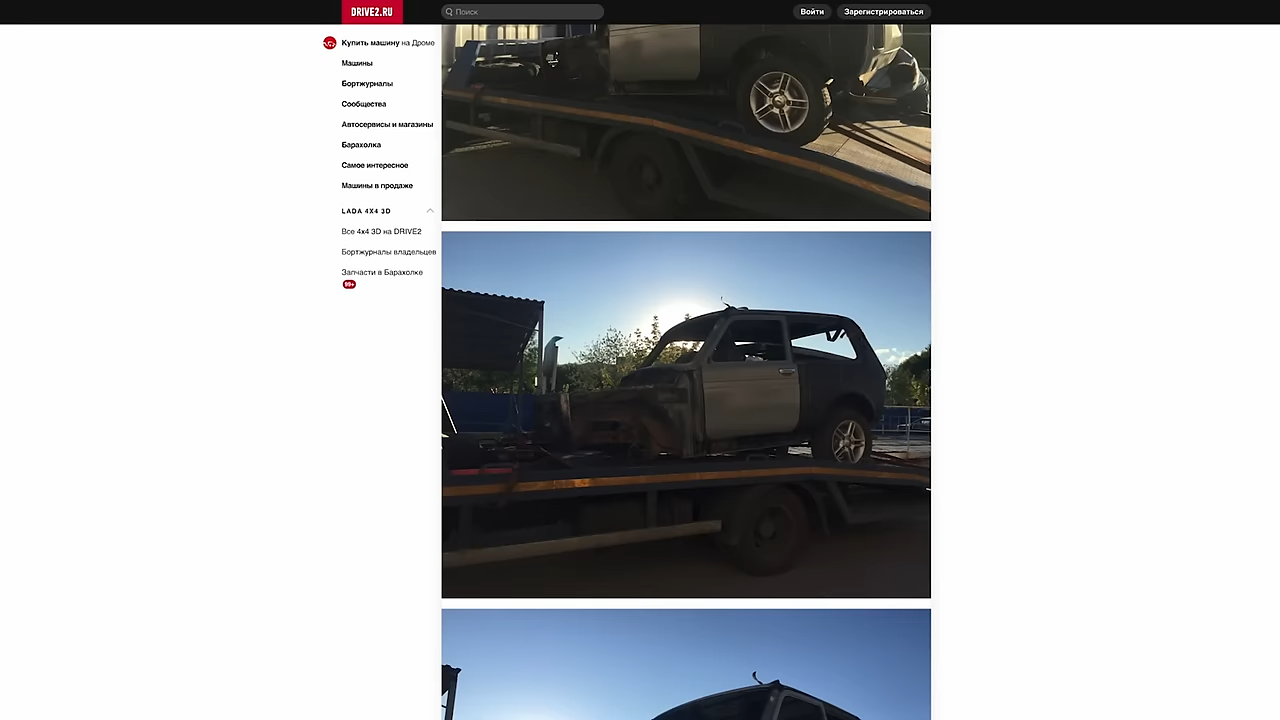 DRIVE2.RU
Поиск
Войти
Зарегистрироваться
Купить машину на Дроме
Машины
Бортжурналы
Сообщества
Автосервисы и магазины
Барахолка
Самое интересное
Машины в продаже
LADA 4X4 3D
Все 4x4 3D на DRIVE2
Бортжурналы владельцев
Запчасти в Барахолке
99+